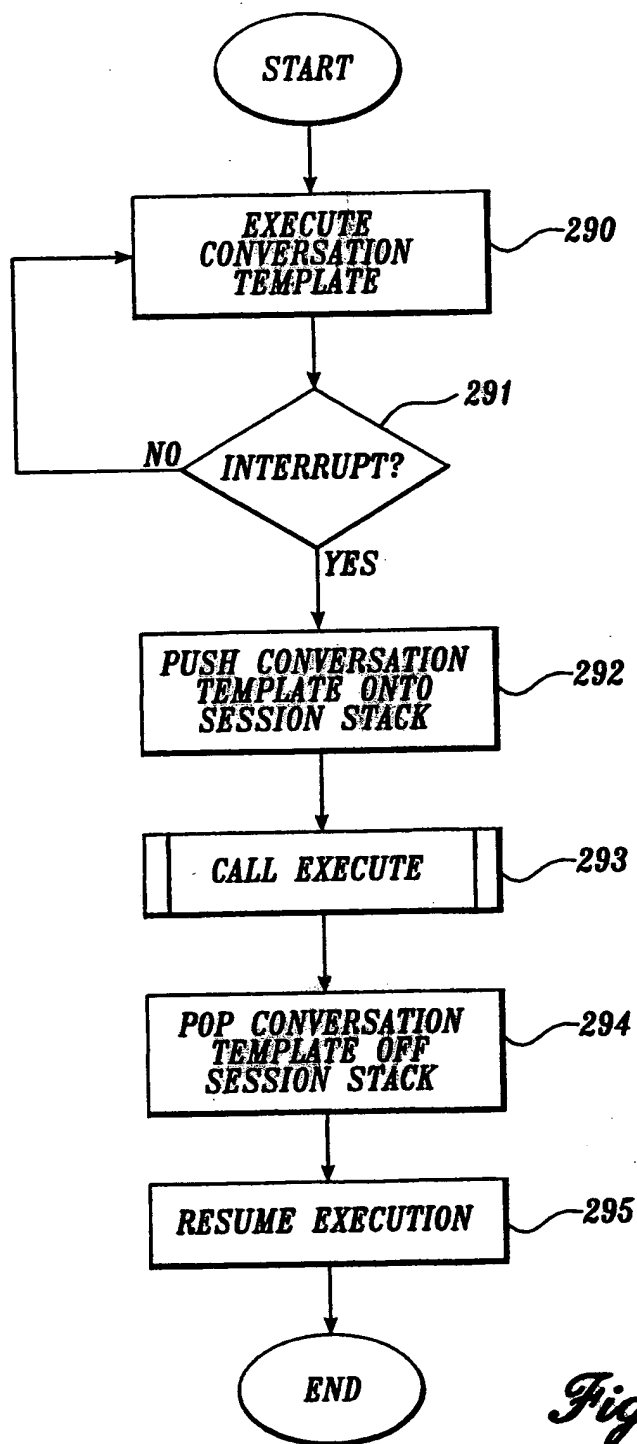 START
EXECUTE
CONVERSATION
TEMPLATE
290
291
INTERRUPT?
NO
YES
PUSH CONVERSATION
TEMPLATE ONTO
SESSION STACK
292
CALL EXECUTE
293
POP CONVERSATION
TEMPLATE OFF
SESSION STACK
294
RESUME EXECUTION
295
END
Fig